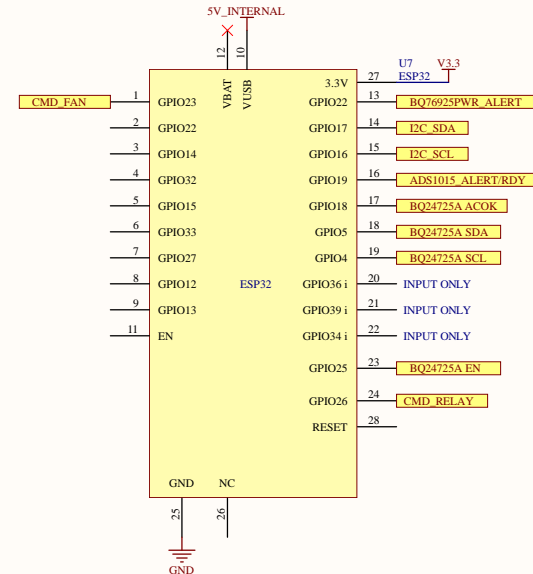 5V_INTERNAL
12
10
VBAT
VUSB
U7
V3.3
ESP32
3.3V
27
CMD_FAN
1
GPIO23
GPIO22
13
BQ76925PWR_ALERT
2
GPIO22
GPIO17
14
I2C_SDA
3
GPIO14
GPIO16
15
I2C_SCL
4
GPIO32
GPIO19
16
ADS1015_ALERT/RDY
5
GPIO15
GPIO18
17
BQ24725A ACOK
6
GPIO33
GPIO5
18
BQ24725A SDA
7
GPIO27
GPIO4
19
BQ24725A SCL
8
GPIO12
ESP32
GPIO36 i
20
INPUT ONLY
9
GPIO13
GPIO39 i
21
INPUT ONLY
11
EN
GPIO34 i
22
INPUT ONLY
GPIO25
23
BQ24725A EN
GPIO26
24
CMD_RELAY
RESET
28
GND
NC
25
26
GND